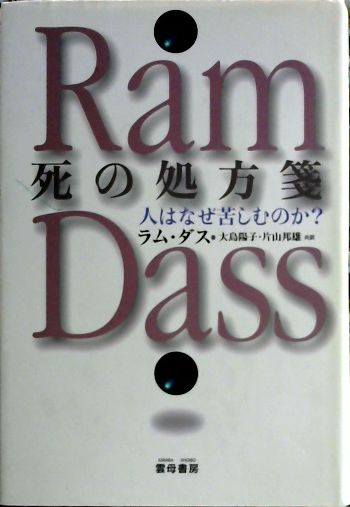 Ram
死の処方箋
人はなぜ苦しむのか?
ラム・ダス 著 大島陽子・片山邦雄 共訳
Dass
KIRARA SHOBO
雲母書房